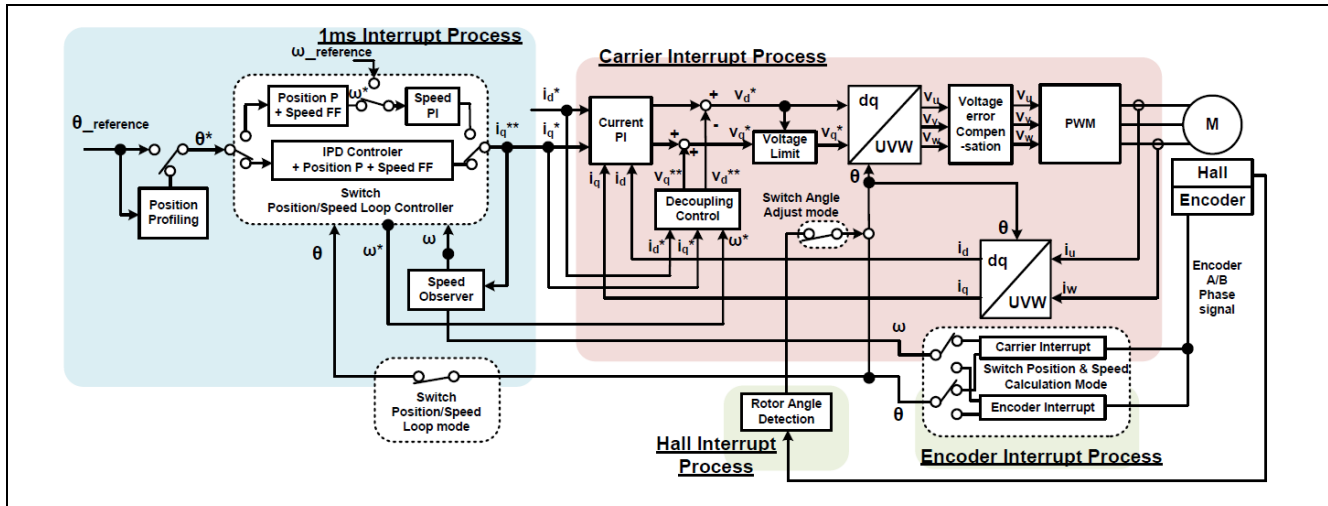 1ms Interrupt Process
ω_reference
Carrier Interrupt Process
Position P
+ Speed FF
ω*
Speed
PI
θ_reference
θ*
IPD Controler
+ Position P + Speed FF
Switch
Position/Speed Loop Controller
Position
Profiling
iq**
iq*
id*
Current
PI
+
-
+
+
vd*
vq*
Voltage
Limit
vq*
dq
UVW
Vu
Vv
Vw
Voltage
error
Compen
-sation
Vu
Vv
Vw
PWM
M
Hall
Encoder
iq
id
Vq**
Vd**
Decoupling
Control
id*
iq*
ω*
Switch Angle
Adjust mode
θ
θ
id
iq
dq
UVW
iu
iw
Encoder
A/B
Phase
signal
θ
ω*
ω
Speed
Observer
ω
Carrier Interrupt
Switch Position & Speed
Calculation Mode
Encoder Interrupt
θ
Switch
Position/Speed
Loop mode
Rotor Angle
Detection
Hall Interrupt
Process
Encoder Interrupt Process